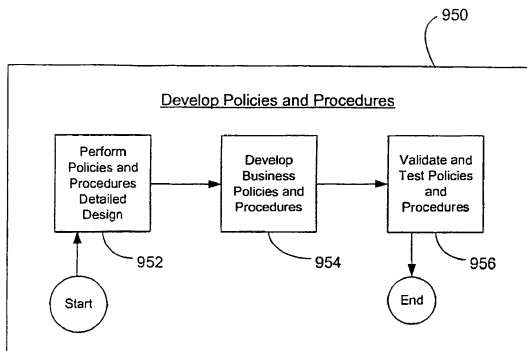 950
Develop Policies and Procedures
Perform
Policies and
Procedures
Detailed
Design
Develop
Business
Policies and
Procedures
Validate and
Test Policies
and
Procedures
952
954
956
Start
End